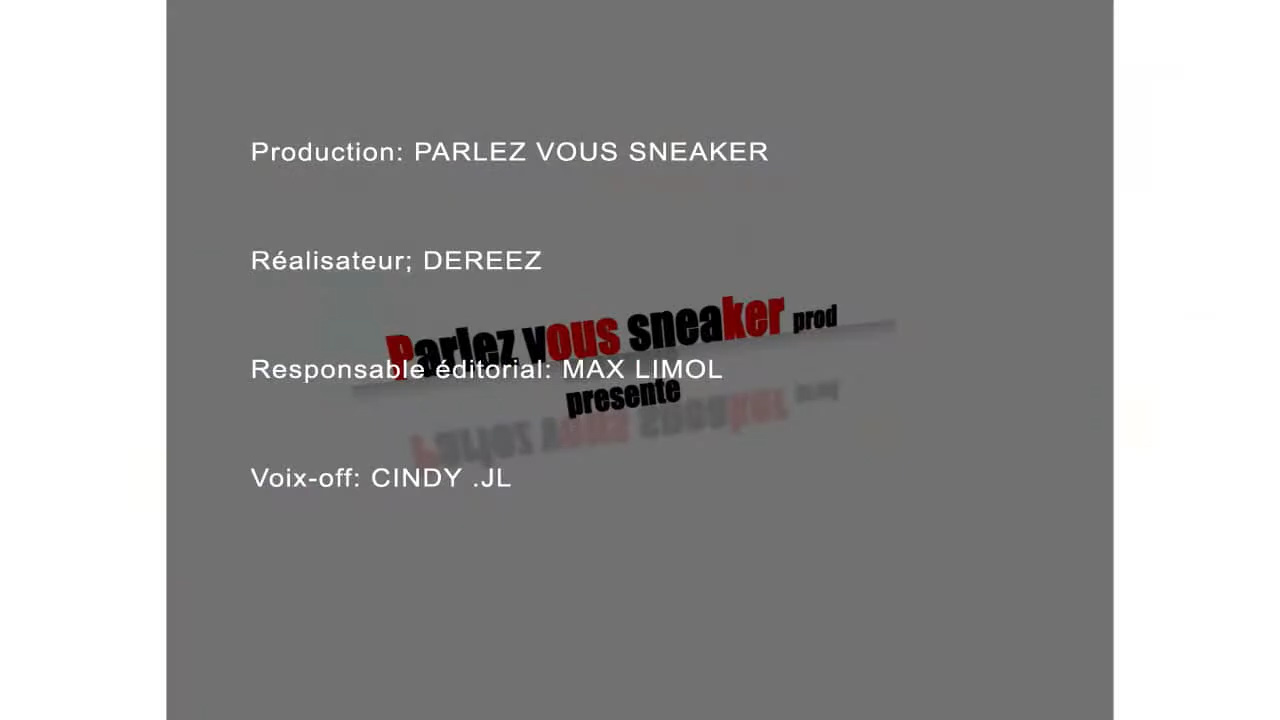 Production: PARLEZ VOUS SNEAKER
Réalisateur; DEREEZ
Parlez vous sneaker prod
Responsable éditorial: MAX LIMOL
presente
Voix-off: CINDY .JL